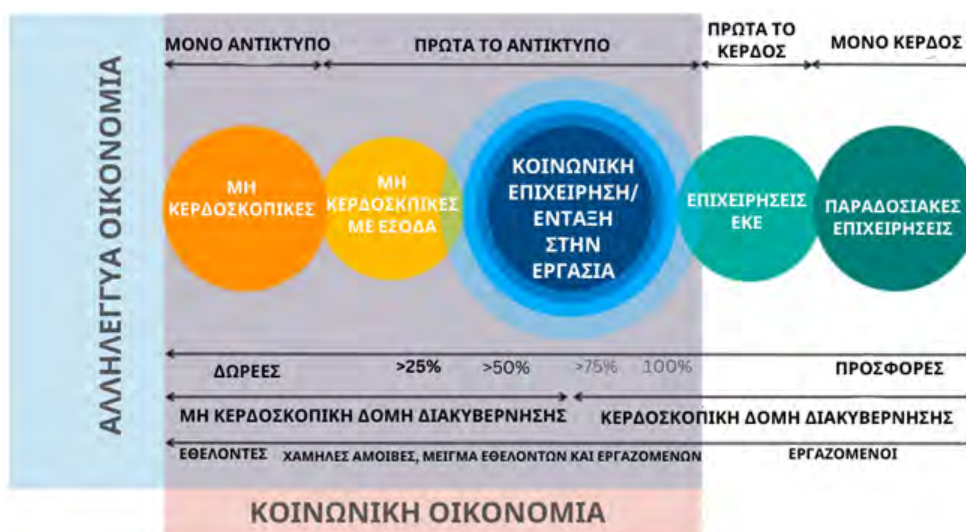 ΑΛΛΗΛΕΓΓΥΑ ΟΙΚΟΝΟΜΙΑ
ΜΟΝΟ ΑΝΤΙΚΤΥΠΟ
ΠΡΩΤΑ ΤΟ ΑΝΤΙΚΤΥΠΟ
ΠΡΩΤΑ ΤΟ
ΚΕΡΔΟΣ
ΜΟΝΟ ΚΕΡΔΟΣ
ΜΗ
ΚΕΡΔΟΣΚΟΠΙΚΕΣ
ΜΗ
ΚΕΡΔΟΣΚΠΙΚΕΣ
ΜΕ ΕΣΟΔΑ
ΚΟΙΝΩΝΙΚΗ
ΕΠΙΧΕΙΡΗΣΗ/
ΕΝΤΑΞΗ
ΣΤΗΝ
ΕΡΓΑΣΙΑ
ΕΠΙΧΕΙΡΗΣΕΙΣ
ΕΚΕ
ΠΑΡΑΔΟΣΙΑΚΕΣ
ΕΠΙΧΕΙΡΗΣΕΙΣ
ΔΩΡΕΕΣ >25% >50% >75% 100% ΠΡΟΣΦΟΡΕΣ
ΜΗ ΚΕΡΔΟΣΚΟΠΙΚΗ ΔΟΜΗ ΔΙΑΚΥΒΕΡΝΗΣΗΣ ΚΕΡΔΟΣΚΟΠΙΚΗ ΔΟΜΗ ΔΙΑΚΥΒΕΡΝΗΣΗΣ
ΕΘΕΛΟΝΤΕΣ ΧΑΜΗΛΕΣ ΑΜΟΙΒΕΣ, ΜΕΙΓΜΑ ΕΘΕΛΟΝΤΩΝ ΚΑΙ ΕΡΓΑΖΟΜΕΝΩΝ ΕΡΓΑΖΟΜΕΝΟΙ
ΚΟΙΝΩΝΙΚΗ ΟΙΚΟΝΟΜΙΑ